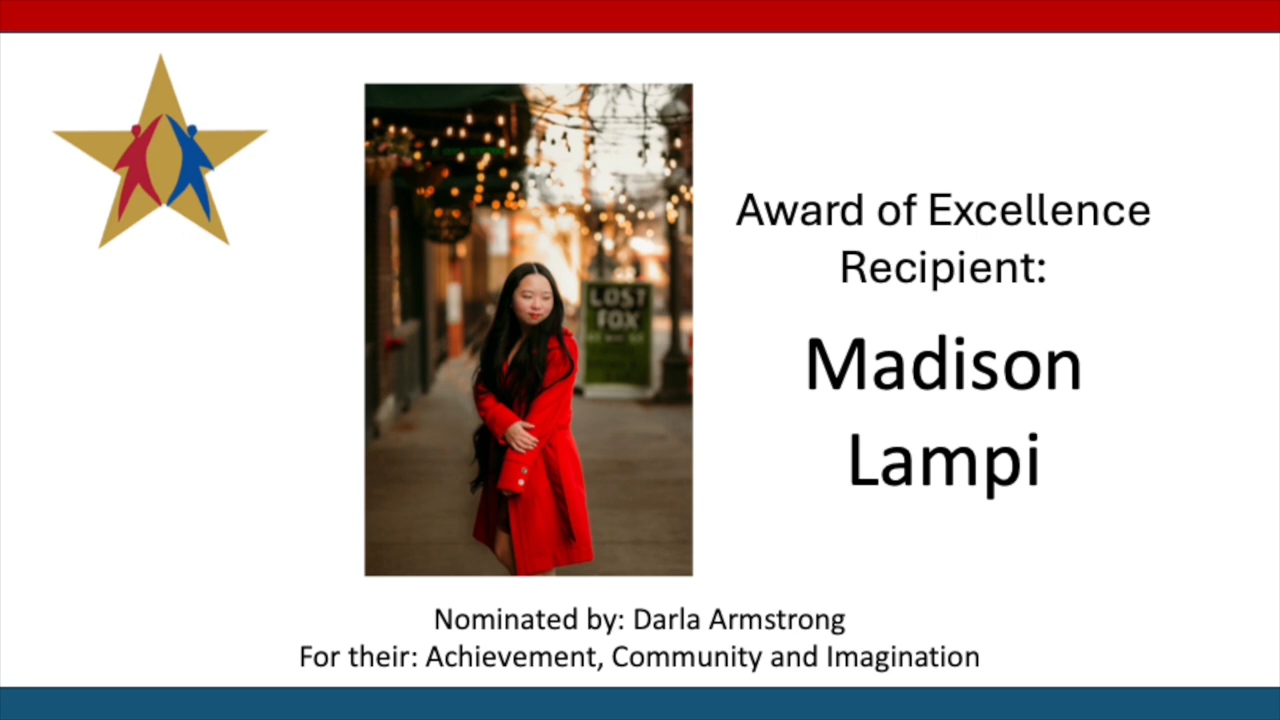 Award of Excellence
Recipient:
Madison
Lampi
LOST
FOX
Nominated by: Darla Armstrong
For their: Achievement, Community and Imagination